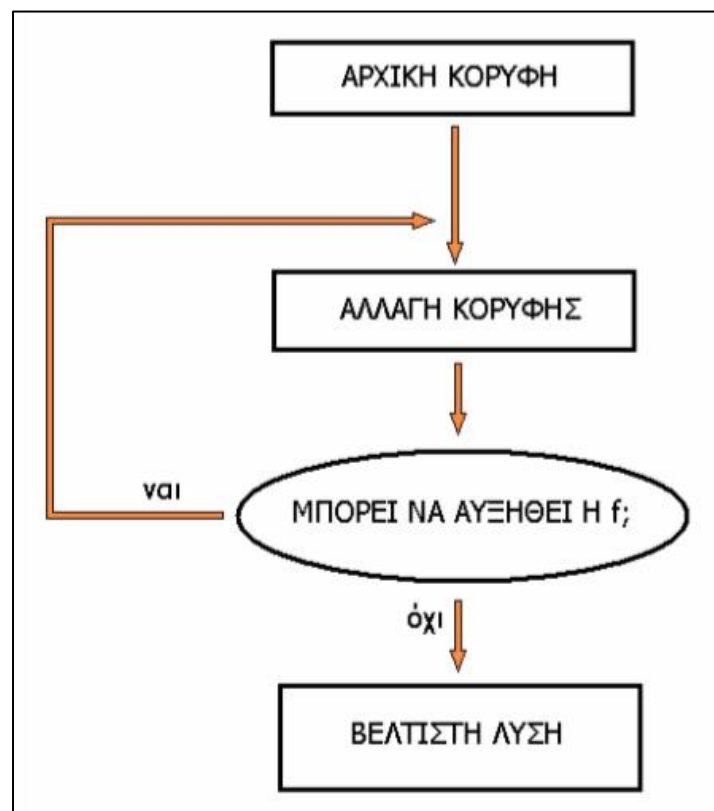 ΑΡΧΙΚΗ ΚΟΡΥΦΗ
ΑΛΛΑΓΗ ΚΟΡΥΦΗΣ
ΜΠΟΡΕΙ ΝΑ ΑΥΞΗΘΕΙ Η f;
ναι
όχι
ΒΕΛΤΙΣΤΗ ΛΥΣΗ